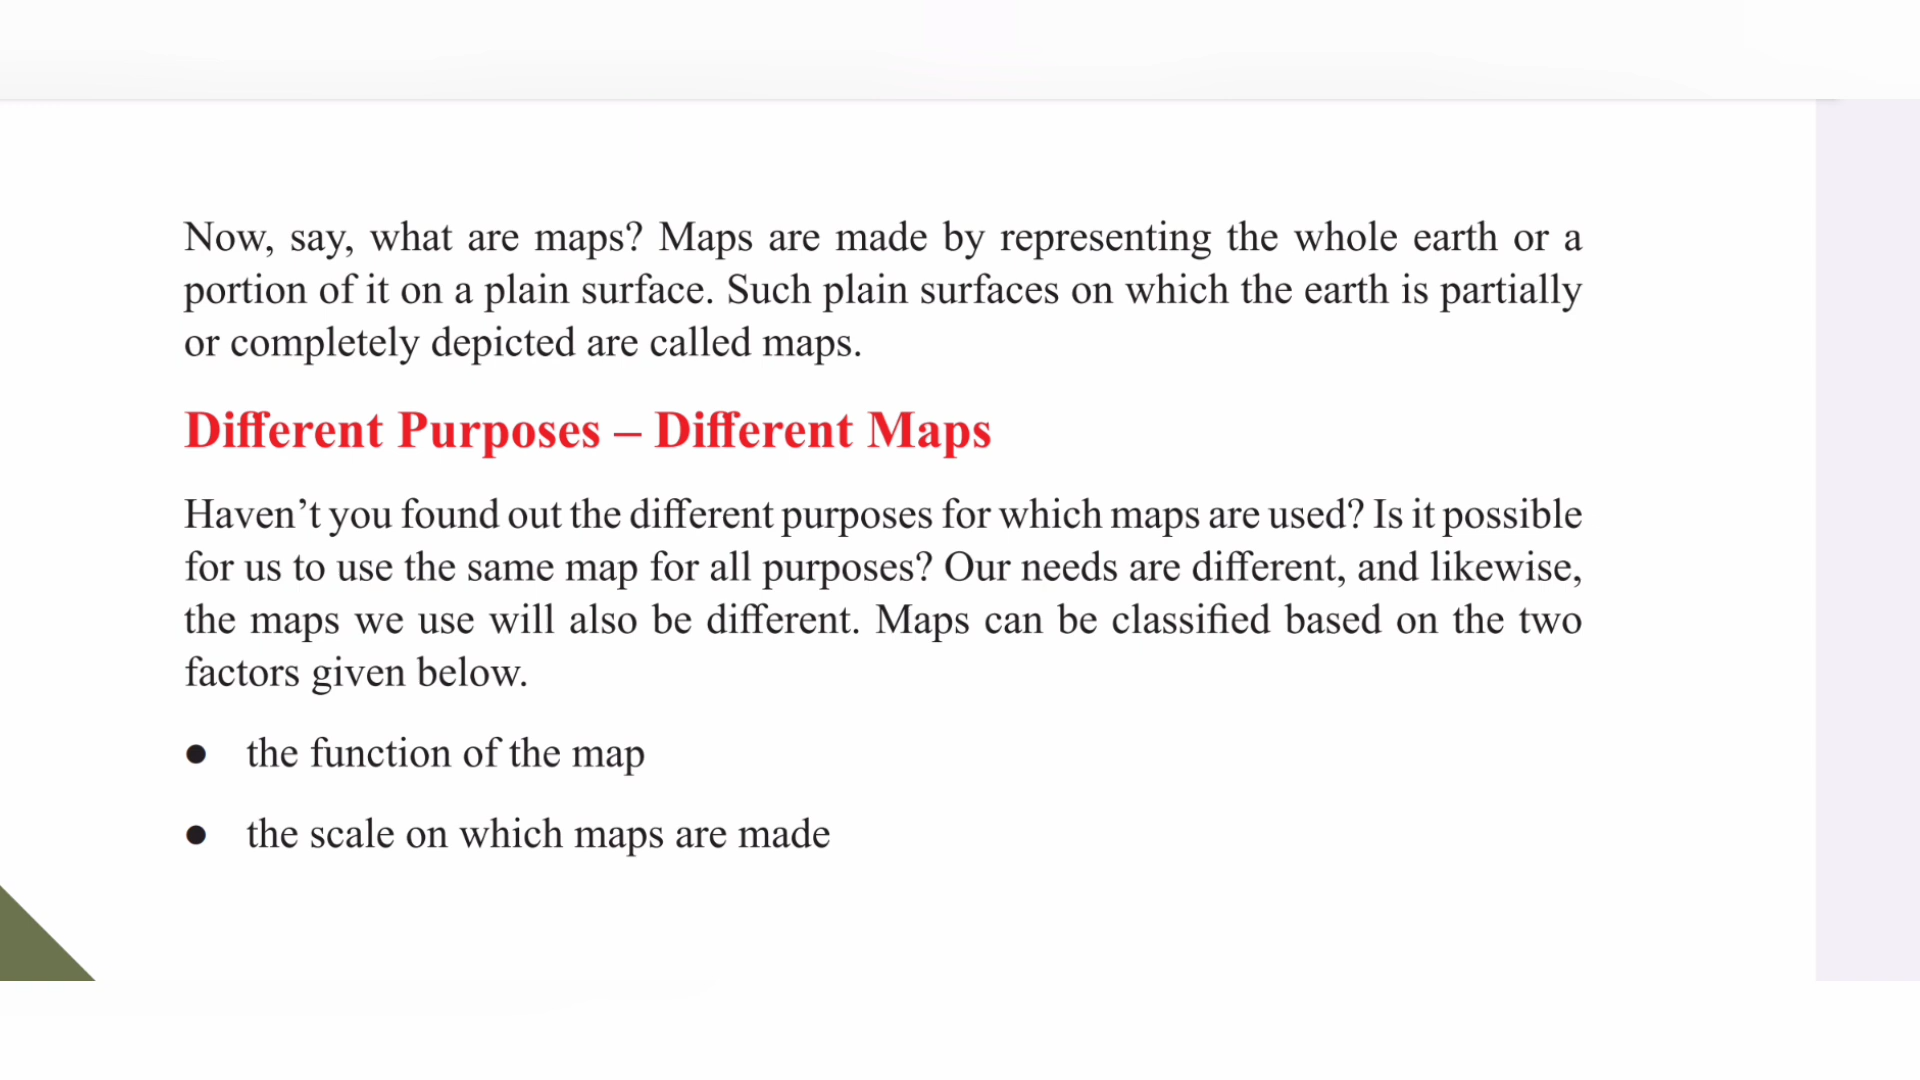 Now, say, what are maps? Maps are made by representing the whole earth or a
portion of it on a plain surface. Such plain surfaces on which the earth is partially
or completely depicted are called maps.
Different Purposes – Different Maps
Haven’t you found out the different purposes for which maps are used? Is it possible
for us to use the same map for all purposes? Our needs are different, and likewise,
the maps we use will also be different. Maps can be classified based on the two
factors given below.
● the function of the map
● the scale on which maps are made